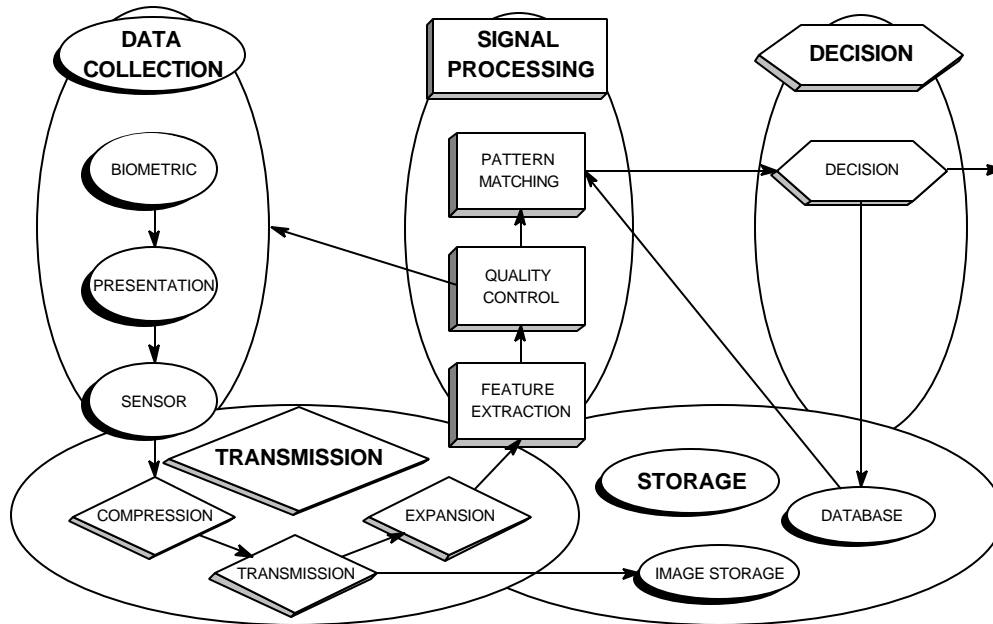 DATA
COLLECTION
BIOMETRIC
PRESENTATION
SENSOR
SIGNAL
PROCESSING
PATTERN
MATCHING
QUALITY
CONTROL
FEATURE
EXTRACTION
DECISION
DECISION
TRANSMISSION
COMPRESSION
EXPANSION
TRANSMISSION
STORAGE
DATABASE
IMAGE STORAGE